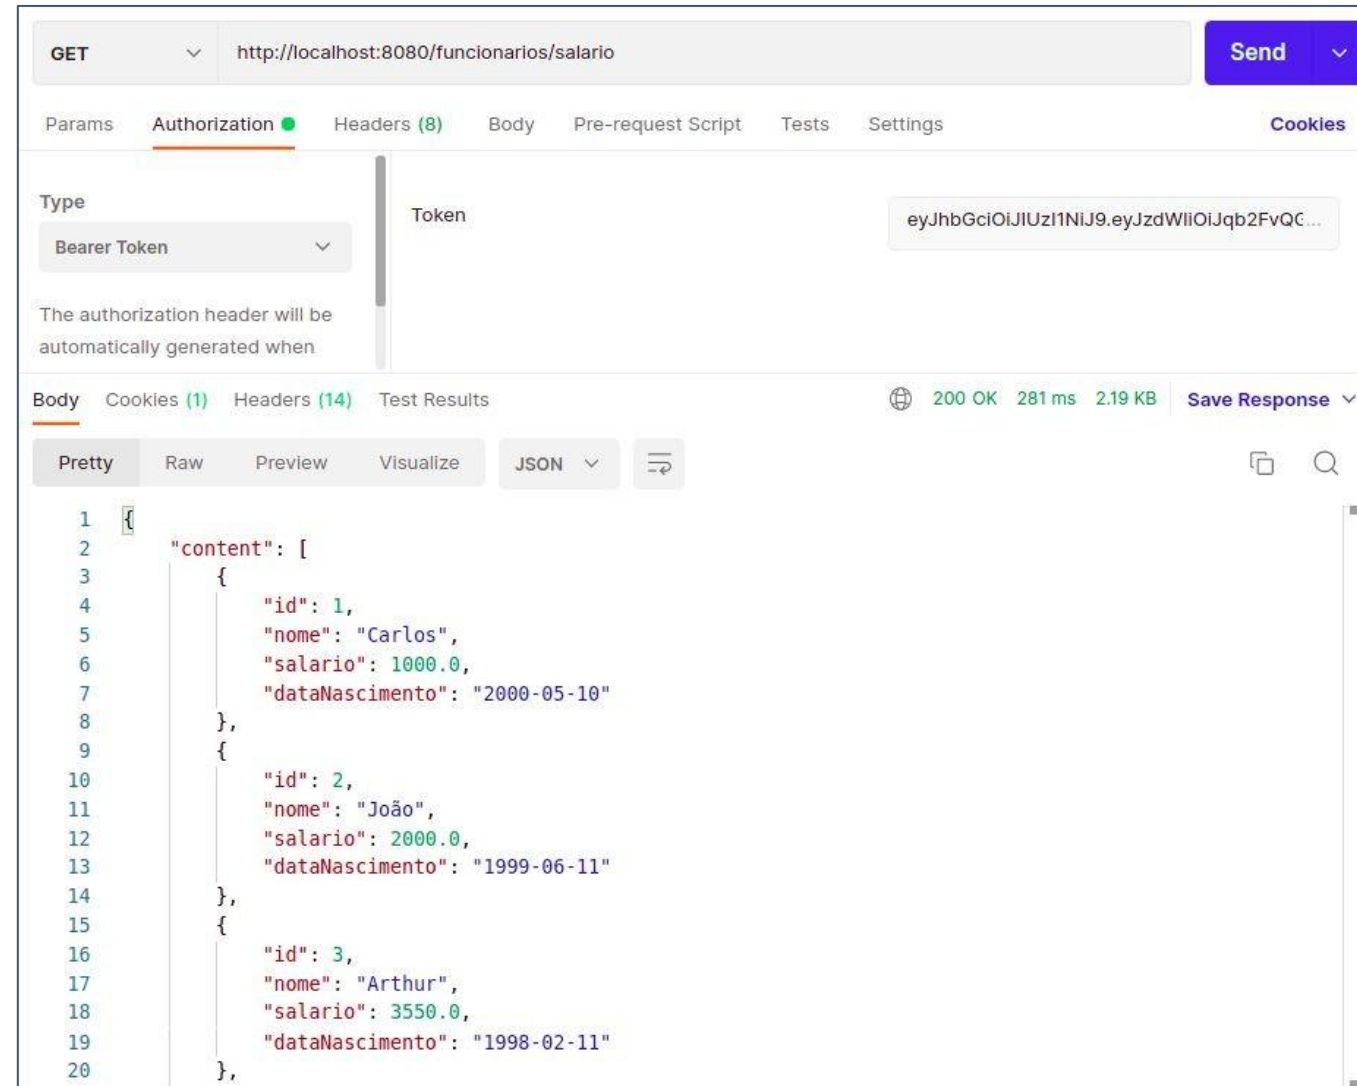 GET http://localhost:8080/funcionarios/salario Send
Params Authorization Headers (8) Body Pre-request Script Tests Settings Cookies
Type
Bearer Token
The authorization header will be
automatically generated when
Token eyJhbGciOiJIUzI1NiJ9.eyJzdWIiOiJqb2FvQG...
Body Cookies (1) Headers (14) Test Results 200 OK 281 ms 2.19 KB Save Response
Pretty Raw Preview Visualize JSON
1 {
2 "content": [
3 {
4 "id": 1,
5 "nome": "Carlos",
6 "salario": 1000.0,
7 "dataNascimento": "2000-05-10"
8 },
9 {
10 "id": 2,
11 "nome": "João",
12 "salario": 2000.0,
13 "dataNascimento": "1999-06-11"
14 },
15 {
16 "id": 3,
17 "nome": "Arthur",
18 "salario": 3550.0,
19 "dataNascimento": "1998-02-11"
20 },